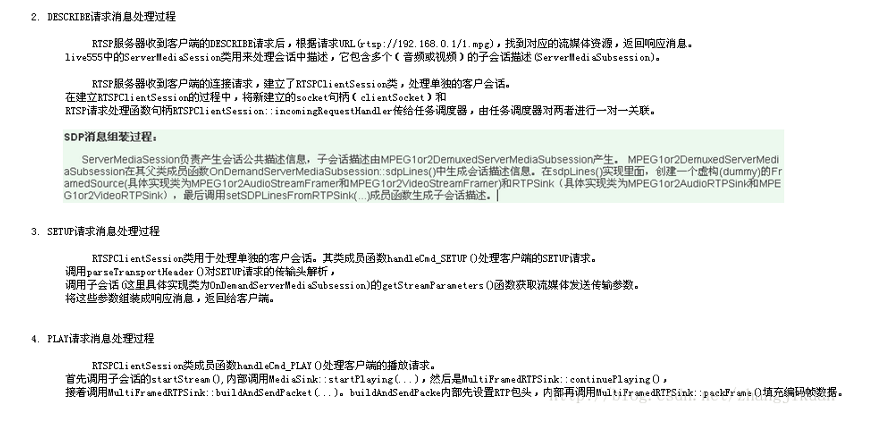 2. DESCRIBE请求消息处理过程
RTSP服务器收到客户端的DESCRIBE请求后，根据请求URL(rtsp://192.168.0.1/1.mpg)，找到对应的流媒体资源，返回响应消息。
live555中的ServerMediaSession类用来处理会话中描述，它包含多个（音频或视频）的子会话描述(ServerMediaSubsession)。
RTSP服务器收到客户端的连接请求，建立了RTSPClientSession类，处理单独的客户会话。
在建立RTSPClientSession的过程中，将新建立的socket句柄（clientSocket）和
RTSP请求处理函数句柄RTSPClientSession::incomingRequestHandler传给任务调度器，由任务调度器对两者进行一对一关联。
SDP消息组装过程：
ServerMediaSession负责产生会话公共描述信息，子会话描述由MPEG1or2DemuxedServerMediaSubsession产生。 MPEG1or2DemuxedServerMedi
aSubsession在其父类成员函数OnDemandServerMediaSubsession::sdpLines()中生成会话描述信息。在sdpLines()实现里面，创建一个虚构(dummy)的Fr
amedSource(具体实现类为MPEG1or2AudioStreamFramer和MPEG1or2VideoStreamFramer)和RTPSink（具体实现类为MPEG1or2AudioRTPSink和MPE
G1or2VideoRTPSink），最后调用setSDPLinesFromRTPSink(...)成员函数生成子会话描述。
3. SETUP请求消息处理过程
RTSPClientSession类用于处理单独的客户会话。其类成员函数handleCmd_SETUP()处理客户端的SETUP请求。
调用parseTransportHeader()对SETUP请求的传输头解析，
调用子会话(这里具体实现类为OnDemandServerMediaSubsession)的getStreamParameters()函数获取流媒体发送传输参数。
将这些参数组装成响应消息，返回给客户端。
4. PLAY请求消息处理过程
RTSPClientSession类成员函数handleCmd_PLAY()处理客户端的播放请求。
首先调用子会话的startStream()，内部调用MediaSink::startPlaying(...)，然后是MultiFramedRTPSink::continuePlaying()，
接着调用MultiFramedRTPSink::buildAndSendPacket(...)。buildAndSendPacke内部先设置RTP包头，内部再调用MultiFramedRTPSink::packFrame()填充编码帧数据。